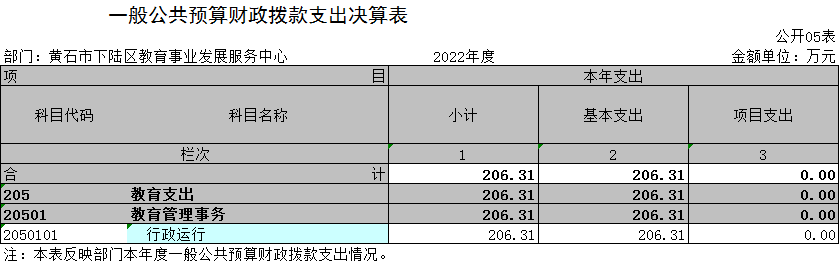 一般公共预算财政拨款支出决算表
公开05表
部门：黄石市下陆区教育事业发展服务中心 2022年度 金额单位：万元
项 目 本年支出
科目代码 科目名称 小计 基本支出 项目支出
栏次 1 2 3
合 计 206.31 206.31 0.00
205 教育支出 206.31 206.31 0.00
20501 教育管理事务 206.31 206.31 0.00
2050101 行政运行 206.31 206.31 0.00
注：本表反映部门本年度一般公共预算财政拨款支出情况。